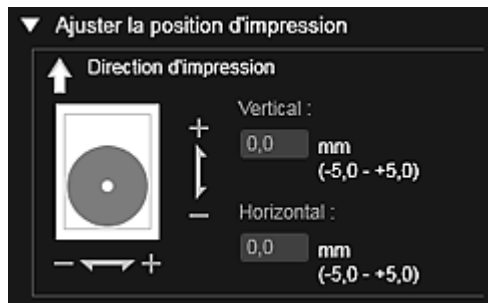 Ajuster la position d'impression
Direction d'impression
Vertical :
+
0,0 mm
(-5,0 - +5,0)
−
Horizontal :
0,0 mm
− +
(-5,0 - +5,0)